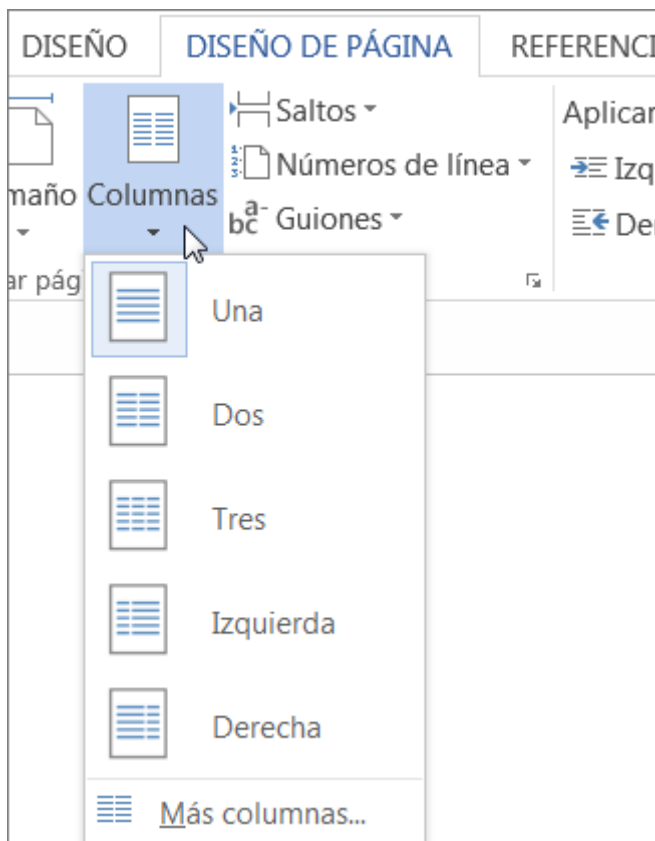 DISEÑO DISEÑO DE PÁGINA REFERENCI
Saltos
Aplicar
Números de línea
Izq
maño Columnas
bc a- Guiones
De
ar pág
Una
Dos
Tres
Izquierda
Derecha
Más columnas...